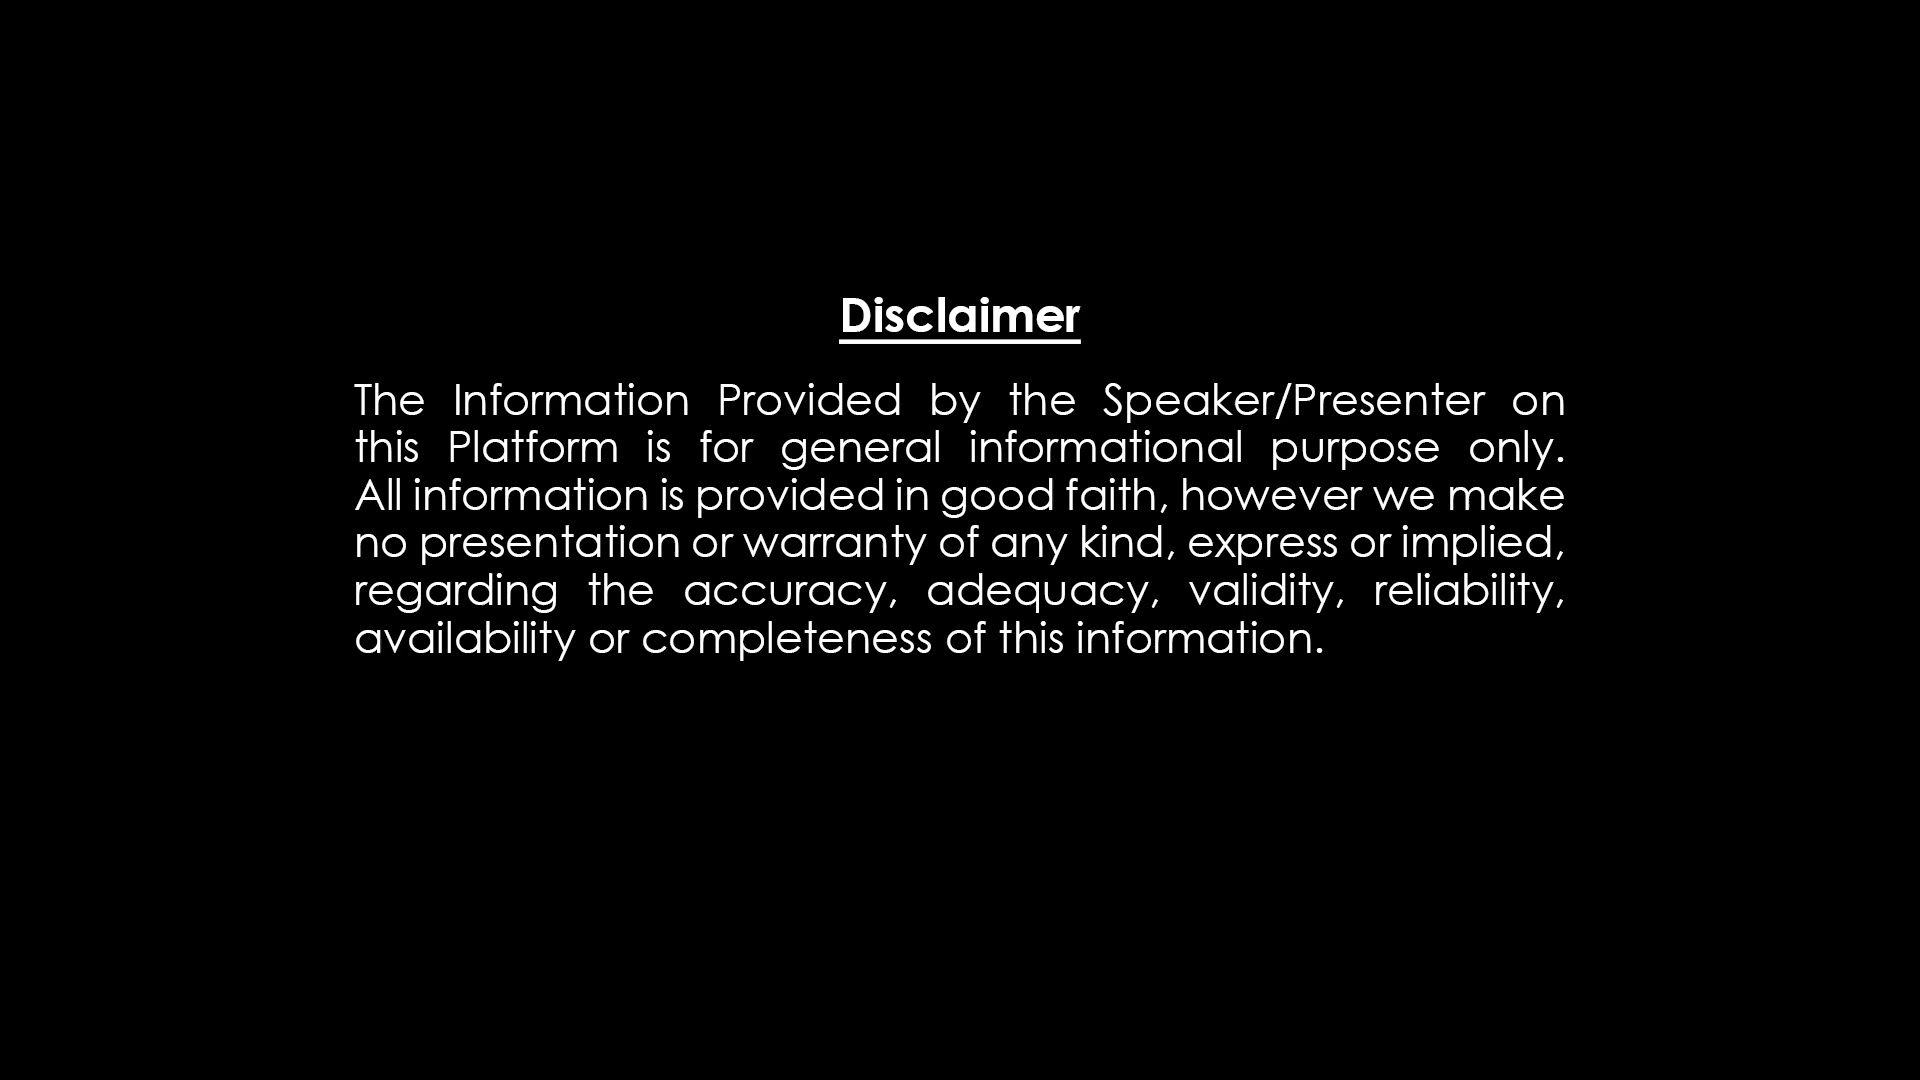 Disclaimer
The Information Provided by the Speaker/Presenter on
this Platform is for general informational purpose only.
All information is provided in good faith, however we make
no presentation or warranty of any kind, express or implied,
regarding the accuracy, adequacy, validity, reliability,
availability or completeness of this information.